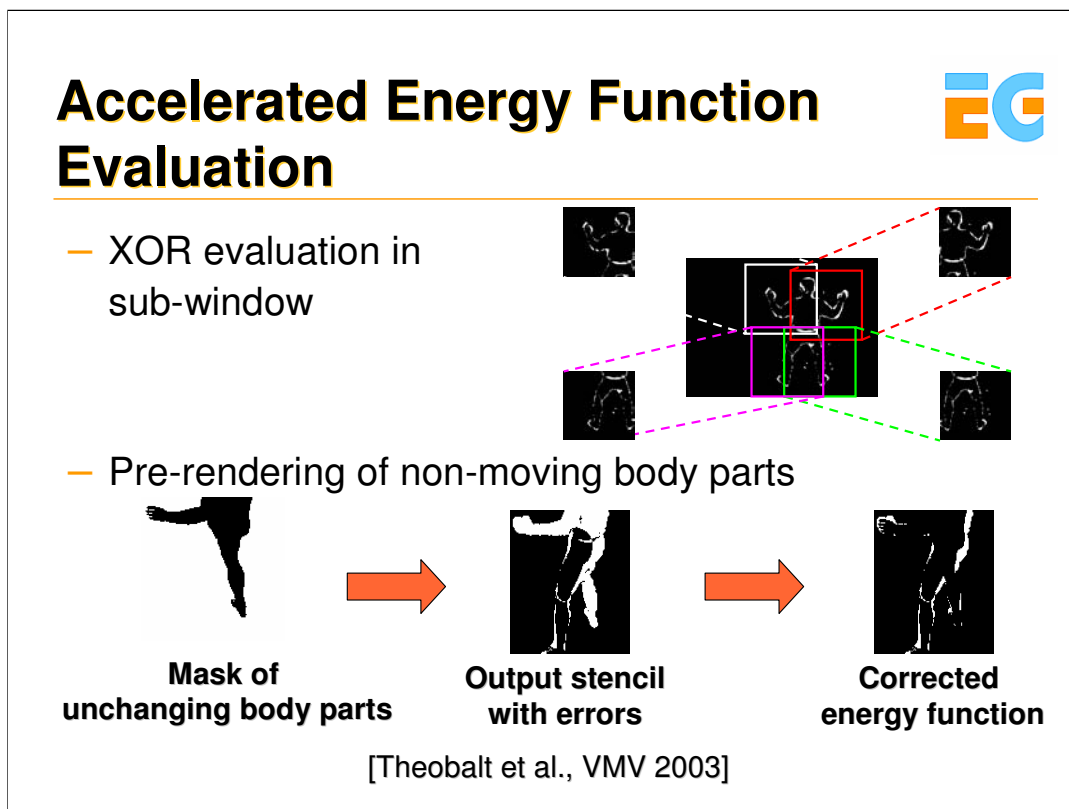 Accelerated Energy Function
Evaluation
EG
– XOR evaluation in
sub-window
– Pre-rendering of non-moving body parts
Mask of
unchanging body parts
Output stencil
with errors
Corrected
energy function
[Theobalt et al., VMV 2003]